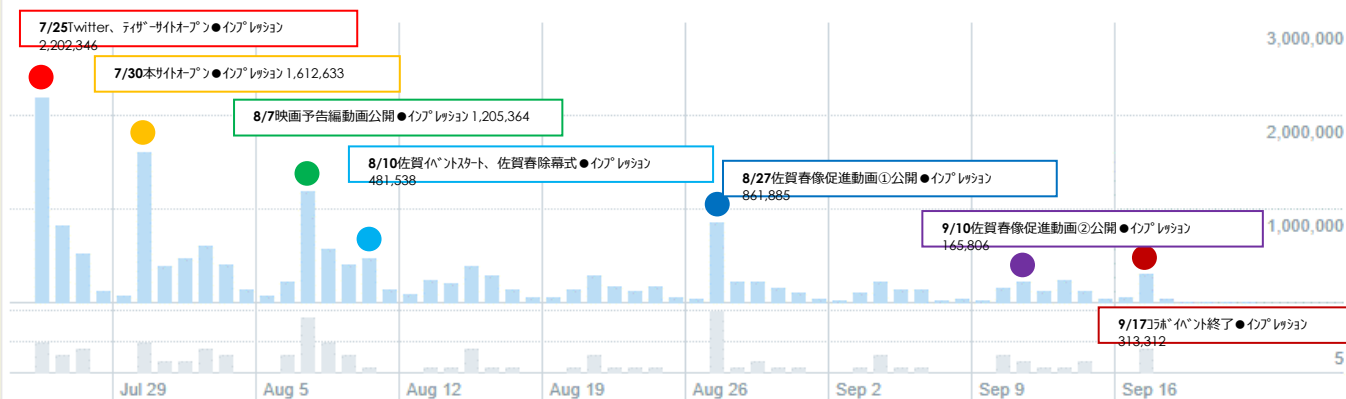 7/25Twitter、ﾃｨｻﾞｰｻｲﾄｵｰﾌﾟﾝ●ｲﾝﾌﾟﾚｯｼｮﾝ
2,202,346
3,000,000
7/30本ｻｲﾄｵｰﾌﾟﾝ●ｲﾝﾌﾟﾚｯｼｮﾝ 1,612,633
8/7映画予告編動画公開●ｲﾝﾌﾟﾚｯｼｮﾝ 1,205,364
2,000,000
8/10佐賀ｲﾍﾞﾝﾄｽﾀｰﾄ、佐賀春除幕式●ｲﾝﾌﾟﾚｯｼｮﾝ
481,538
8/27佐賀春像促進動画①公開●ｲﾝﾌﾟﾚｯｼｮﾝ
861,885
9/10佐賀春像促進動画②公開●ｲﾝﾌﾟﾚｯｼｮﾝ
165,806
1,000,000
9/17ｺﾗﾎﾞｲﾍﾞﾝﾄ終了●ｲﾝﾌﾟﾚｯｼｮﾝ
313,312
5
Jul 29
Aug 5
Aug 12
Aug 19
Aug 26
Sep 2
Sep 9
Sep 16